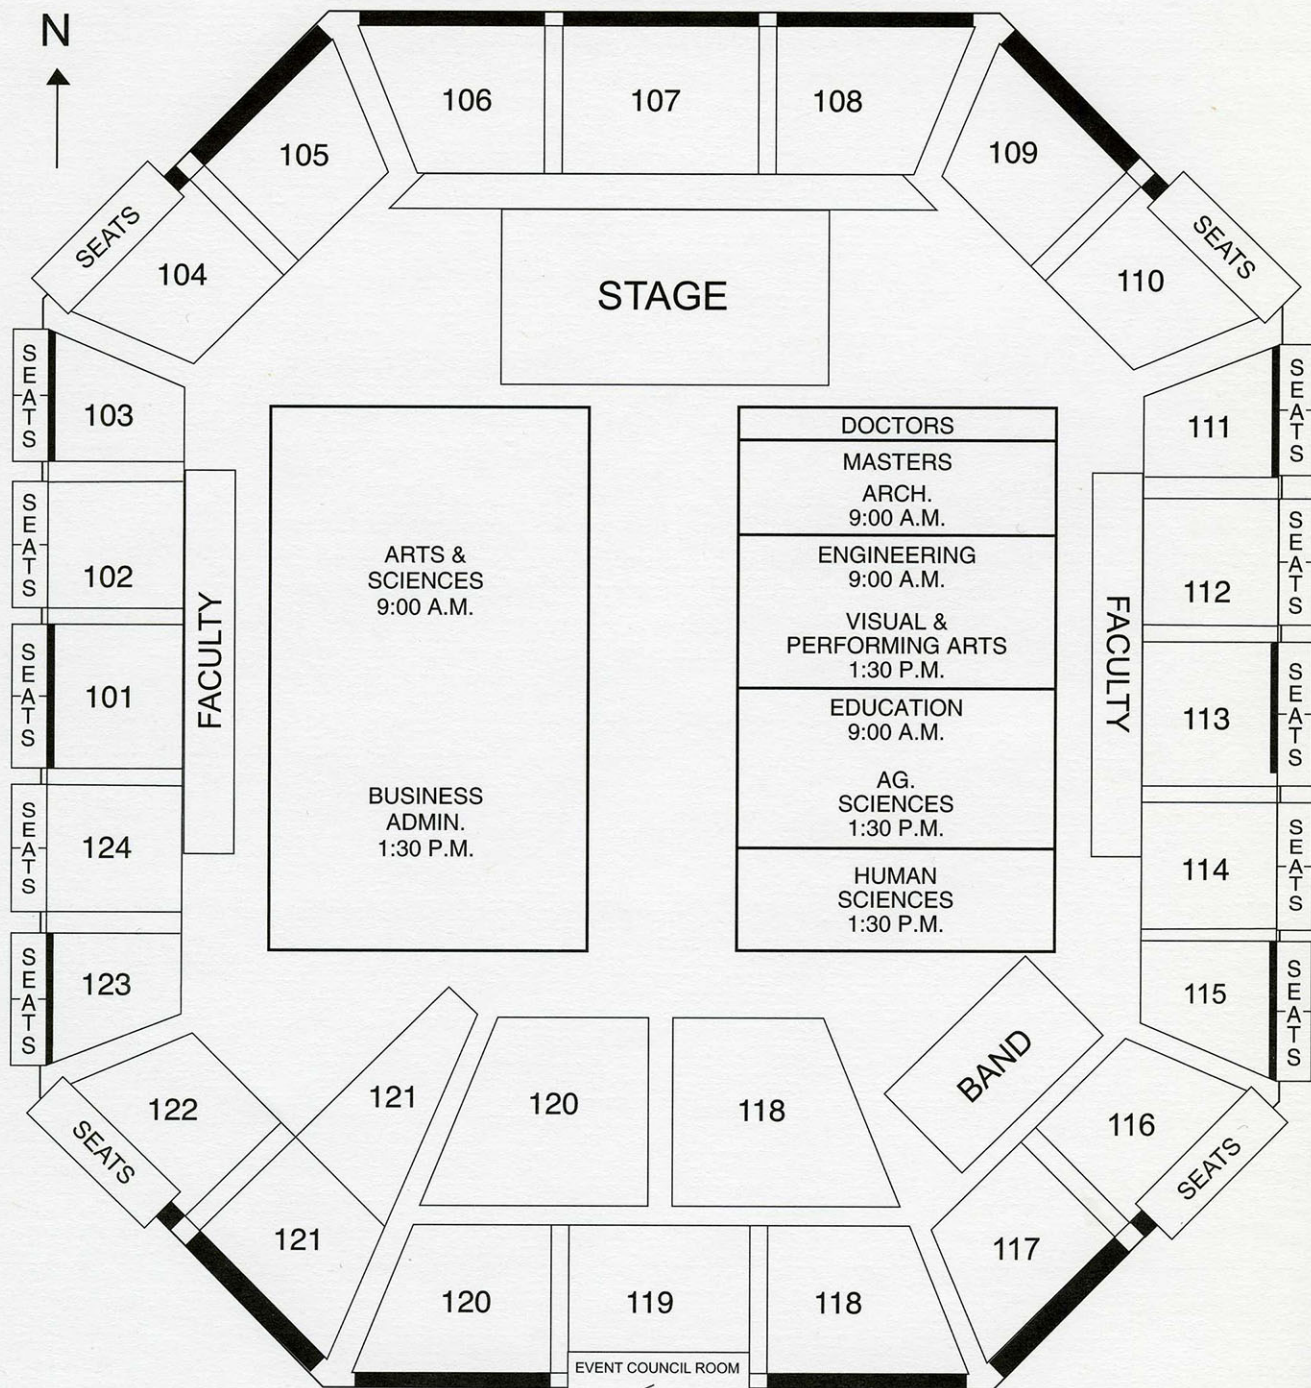 N
106
107
108
105
109
SEATS
104
SEATS
110
STAGE
SEATS
103
111
SEATS
DOCTORS
MASTERS
ARCH.
9:00 A.M.
SEATS
102
ARTS &
SCIENCES
9:00 A.M.
ENGINEERING
9:00 A.M.
VISUAL &
PERFORMING ARTS
1:30 P.M.
112
SEATS
FACULTY
FACULTY
SEATS
101
EDUCATION
9:00 A.M.
AG.
SCIENCES
1:30 P.M.
113
SEATS
SEATS
124
BUSINESS
ADMIN.
1:30 P.M.
114
SEATS
HUMAN
SCIENCES
1:30 P.M.
SEATS
123
115
SEATS
BAND
122
121
120
118
116
SEATS
SEATS
121
117
120
119
118
EVENT COUNCIL ROOM